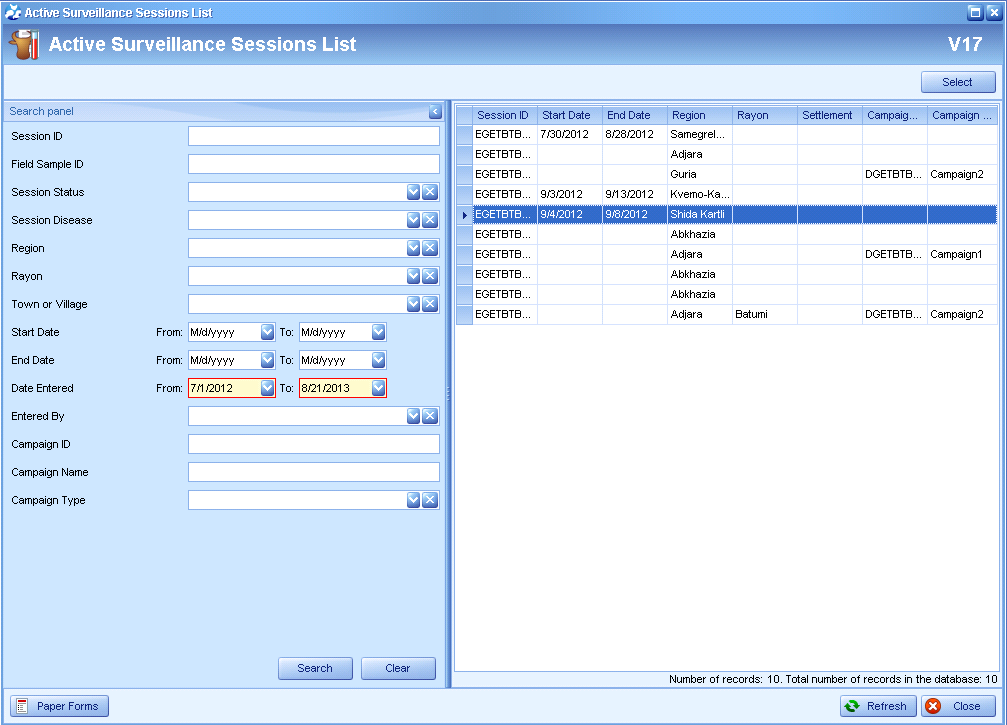 Active Surveillance Sessions List
Active Surveillance Sessions List V17
Select
Search panel
Session ID
Field Sample ID
Session Status
Session Disease
Region
Rayon
Town or Village
Start Date From: M/d/yyyy To: M/d/yyyy
End Date From: M/d/yyyy To: M/d/yyyy
Date Entered From: 7/1/2012 To: 8/21/2013
Entered By
Campaign ID
Campaign Name
Campaign Type
Search Clear
Session ID Start Date End Date Region Rayon Settlement Campaig... Campaign ...
EGETBTB... 7/30/2012 8/28/2012 Samegrel...
EGETBTB... Adjara
EGETBTB... Guria DGETBTB... Campaign2
EGETBTB... 9/3/2012 9/13/2012 Kvemo-Ka...
EGETBTB... 9/4/2012 9/8/2012 Shida Kartli
EGETBTB... Abkhazia
EGETBTB... Adjara DGETBTB... Campaign1
EGETBTB... Abkhazia
EGETBTB... Abkhazia
EGETBTB... Adjara Batumi DGETBTB... Campaign2
Number of records: 10. Total number of records in the database: 10
Paper Forms Refresh Close